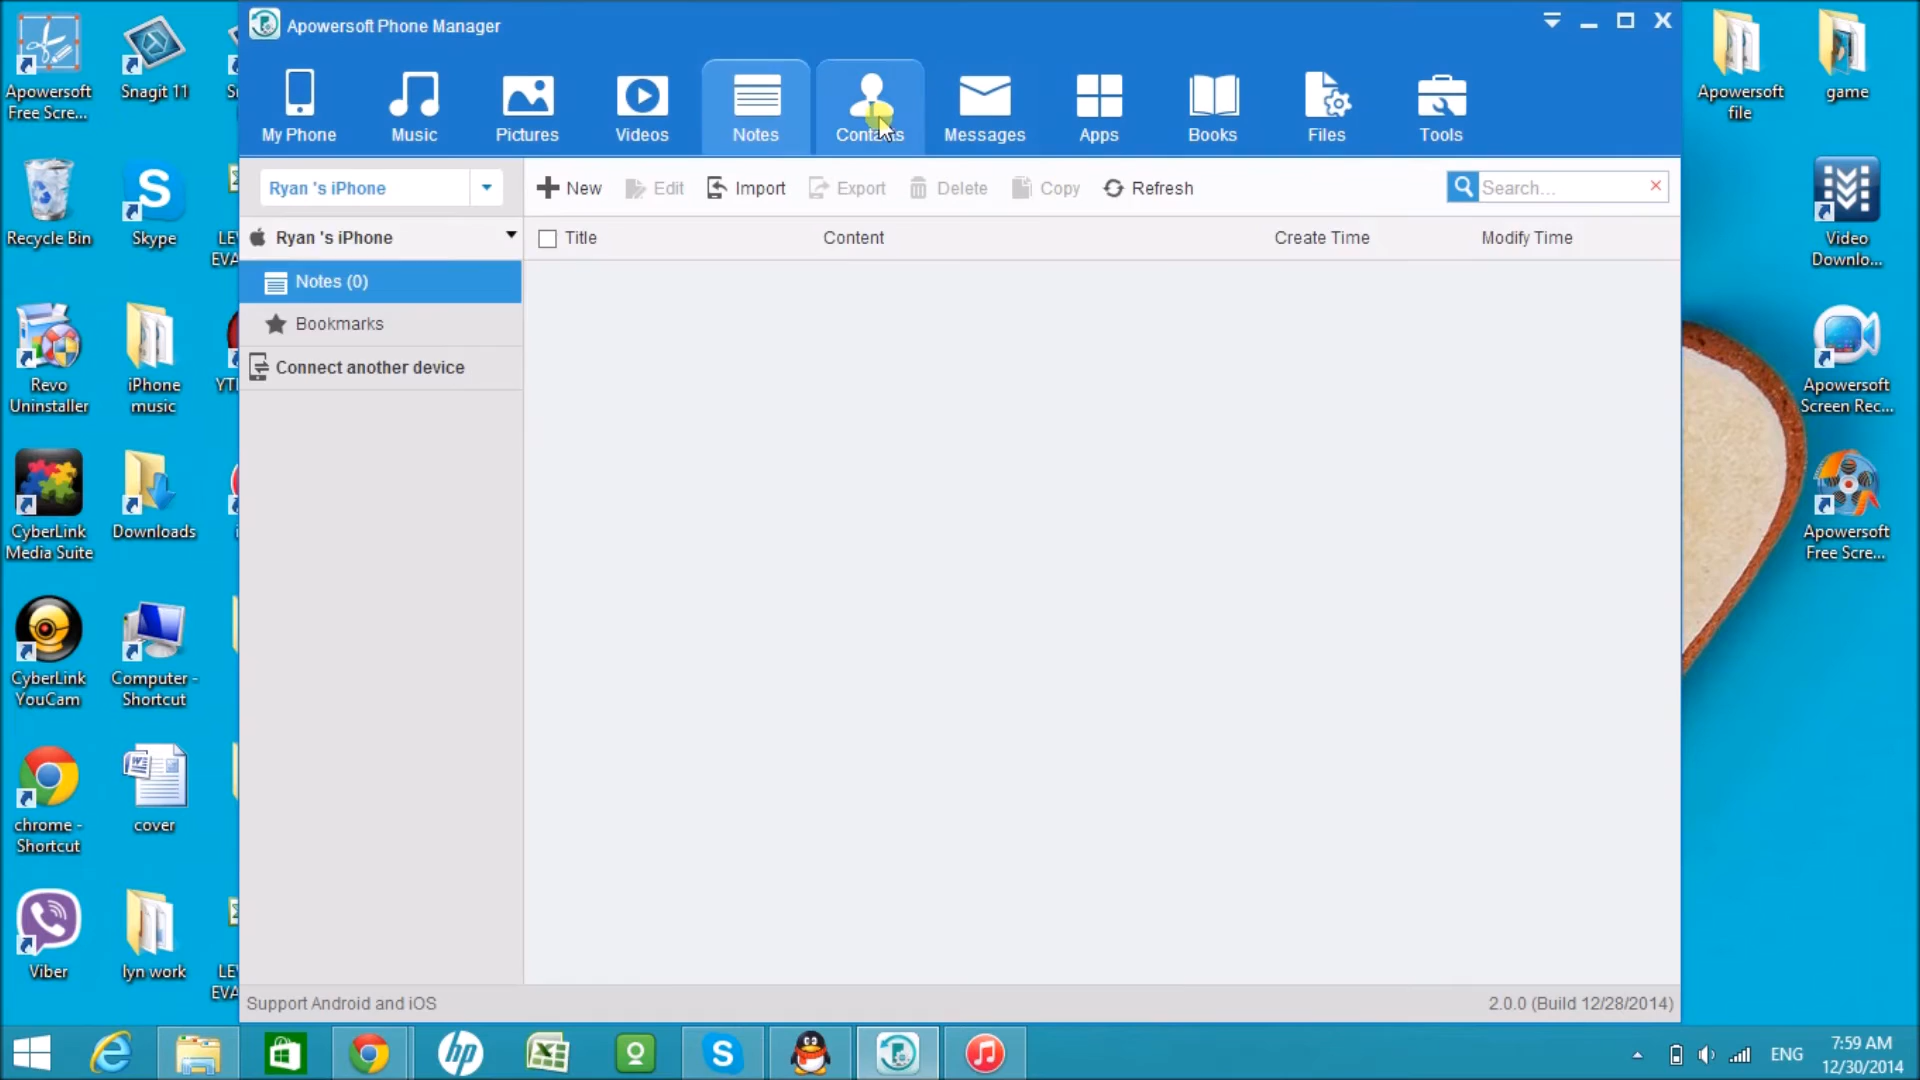 Apowersoft Phone Manager
My Phone
Music
Pictures
Videos
Notes
Messages
Apps
Books
Files
Tools
Ryan 's iPhone
New
Edit
Import
Export
Delete
Copy
Refresh
Search...
Ryan 's iPhone
Title
Content
Create Time
Modify Time
Notes (0)
Bookmarks
Connect another device
Support Android and iOS
2.0.0 (Build 12/28/2014)
Apowersoft
Free Scre...
Snagit 11
Recycle Bin
Skype
LE
EVA
Revo
Uninstaller
iPhone
music
CyberLink
Media Suite
Downloads
CyberLink
YouCam
Computer -
Shortcut
chrome -
Shortcut
cover
Viber
lyn work
EVA
Apowersoft
file
game
Video
Downlo...
Apowersoft
Screen Rec...
Apowersoft
Free Scre...
ENG
7:59 AM
12/30/2014